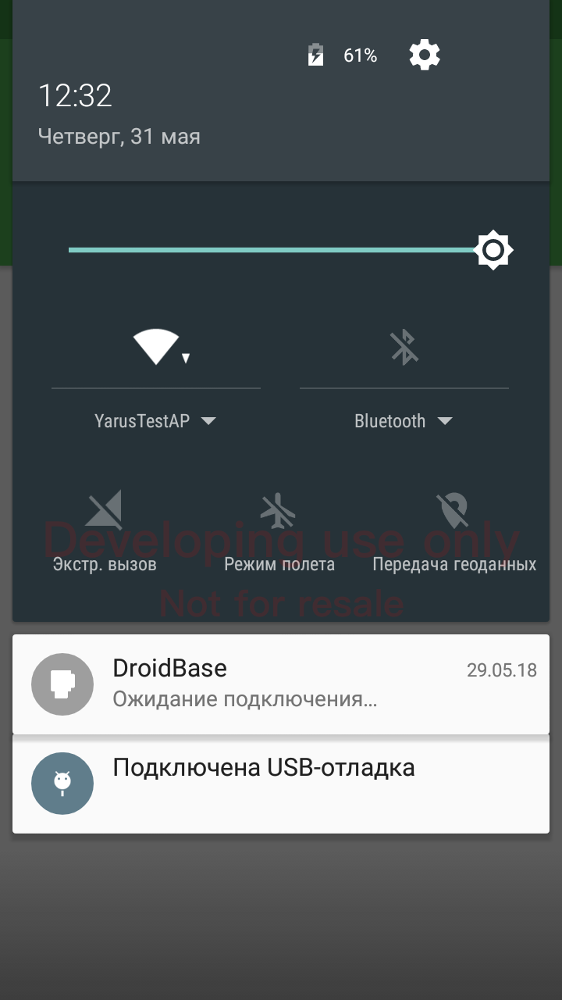 61%
12:32
Четверг, 31 мая
YarusTestAP
Bluetooth
Developing use only
Экстр. вызов
Режим полета
Передача геоданных
Not for resale
DroidBase
29.05.18
Ожидание подключения...
Подключена USB-отладка